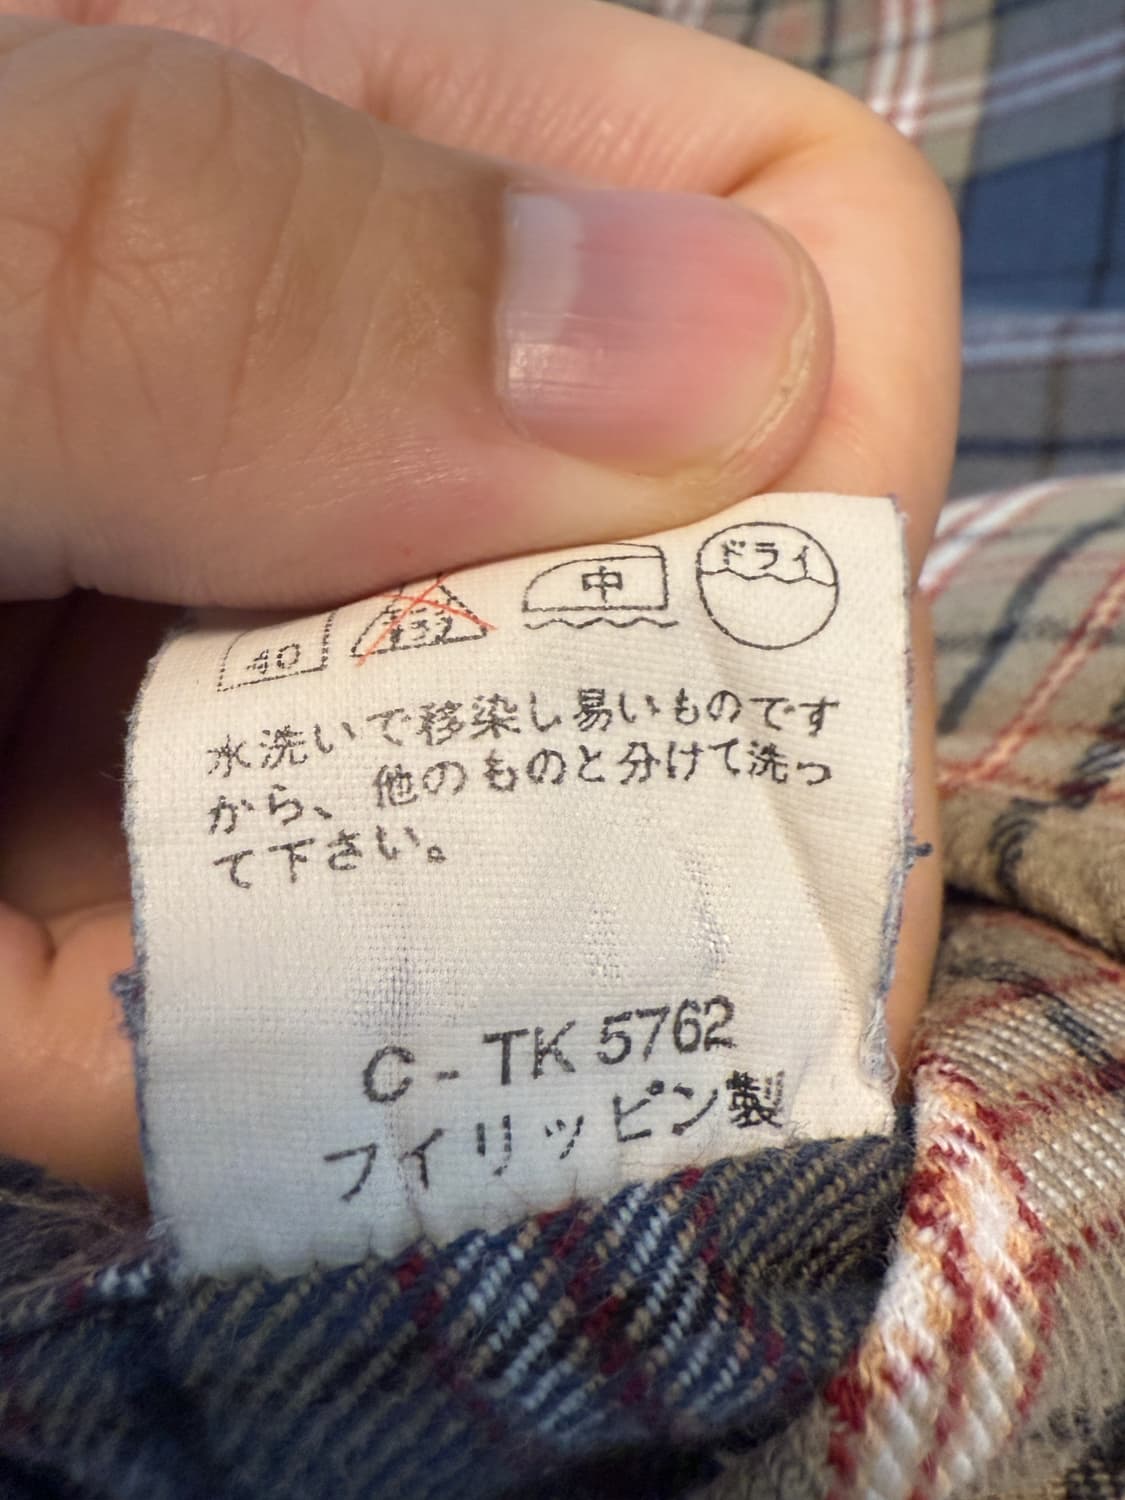 40
中
ドライ
水洗いで移染し易いものです
から、他のものと分けて洗っ
て下さい。
C-TK 5762
フィリッピン製